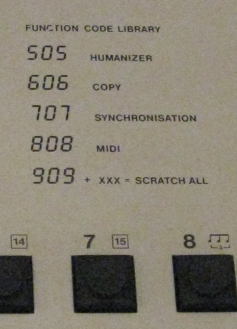 FUNCTION CODE LIBRARY
505 HUMANIZER
606 COPY
707 SYNCHRONISATION
808 MIDI
909 + XXX = SCRATCH ALL
14 7 15 8
3